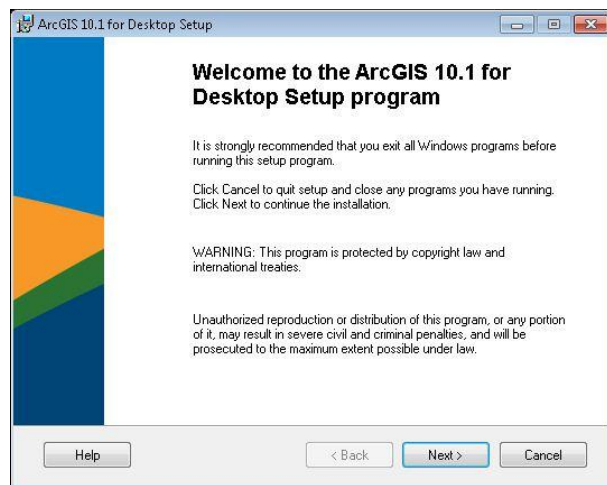 ArcGIS 10.1 for Desktop Setup
Welcome to the ArcGIS 10.1 for
Desktop Setup program
It is strongly recommended that you exit all Windows programs before
running this setup program.
Click Cancel to quit setup and close any programs you have running.
Click Next to continue the installation.
WARNING: This program is protected by copyright law and
international treaties.
Unauthorized reproduction or distribution of this program, or any portion
of it, may result in severe civil and criminal penalties, and will be
prosecuted to the maximum extent possible under law.
Help
< Back
Next >
Cancel